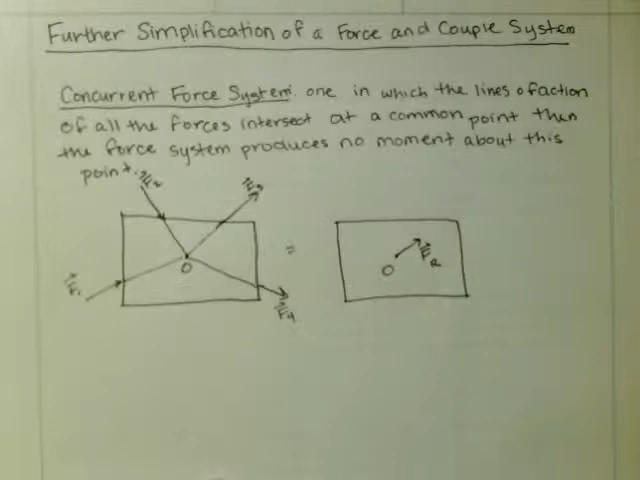 Further Simplification of a Force and Couple System
Concurrent Force System: one in which the lines of action
of all the forces intersect at a common point then
the force system produces no moment about this
point.
F₂
F₃
F₁
O
F₄
=
O
F_R